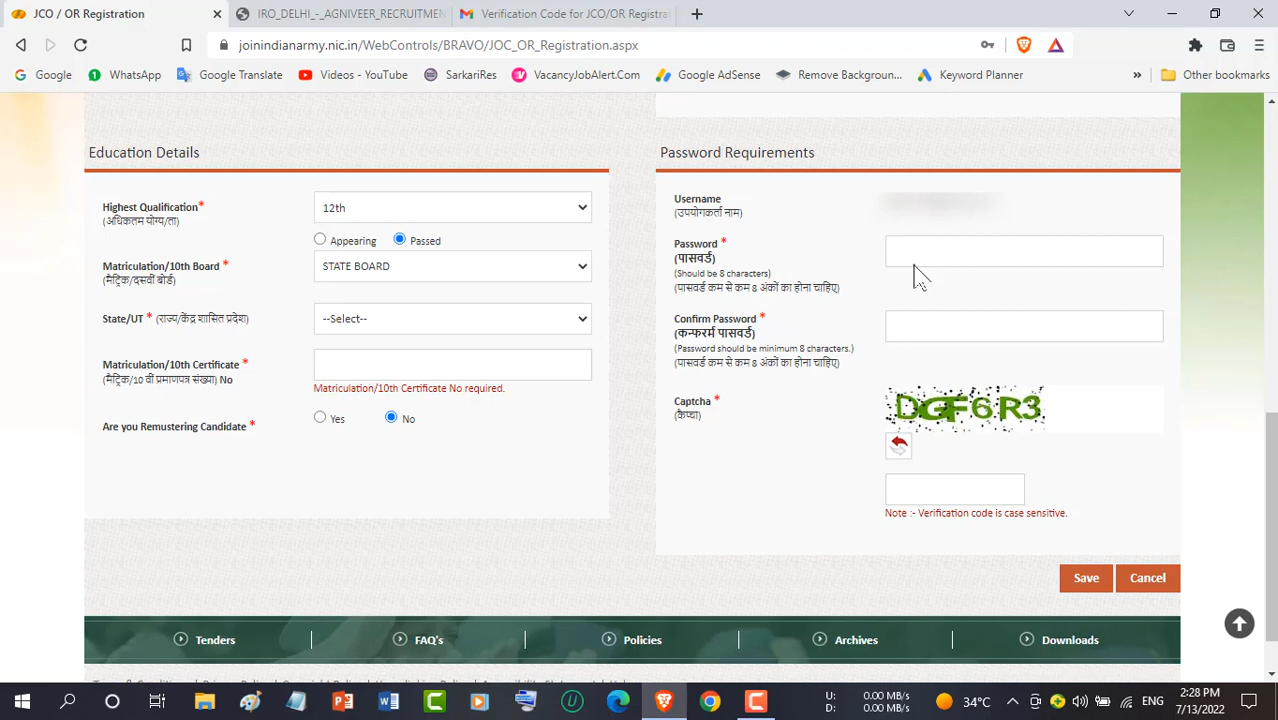 JCO / OR Registration
IRO_DELHI_-_AGNIVEER_RECRUITMEN
Verification Code for JCO/OR Registra
joinindianarmy.nic.in/WebControls/BRAVO/JOC_OR_Registration.aspx
Google
WhatsApp
Google Translate
Videos - YouTube
SarkariRes
VacancyJobAlert.Com
Google AdSense
Remove Backgroun...
Keyword Planner
Other bookmarks
Education Details
Highest Qualification*
(अधिकतम योग्य/ता)
12th
Appearing
Passed
Matriculation/10th Board *
(मैट्रिक/दसवीं बोर्ड)
STATE BOARD
State/UT * (राज्य/केंद्र शासित प्रदेश)
--Select--
Matriculation/10th Certificate *
(मैट्रिक/10 वीं प्रमाणपत्र संख्या) No
Matriculation/10th Certificate No required.
Are you Remustering Candidate *
Yes
No
Password Requirements
Username
(उपयोगकर्ता नाम)
Password *
(पासवर्ड)
(Should be 8 characters)
(पासवर्ड कम से कम 8 अंकों का होना चाहिए)
Confirm Password *
(कन्फरर्म पासवर्ड)
(Password should be minimum 8 characters.)
(पासवर्ड कम से कम 8 अंकों का होना चाहिए)
Captcha *
(कैप्चा)
DGF6R3
Note :- Verification code is case sensitive.
Save
Cancel
Tenders
FAQ's
Policies
Archives
Downloads
U: 0.00 MB/s
D: 0.00 MB/s
34°C
ENG
2:28 PM
7/13/2022